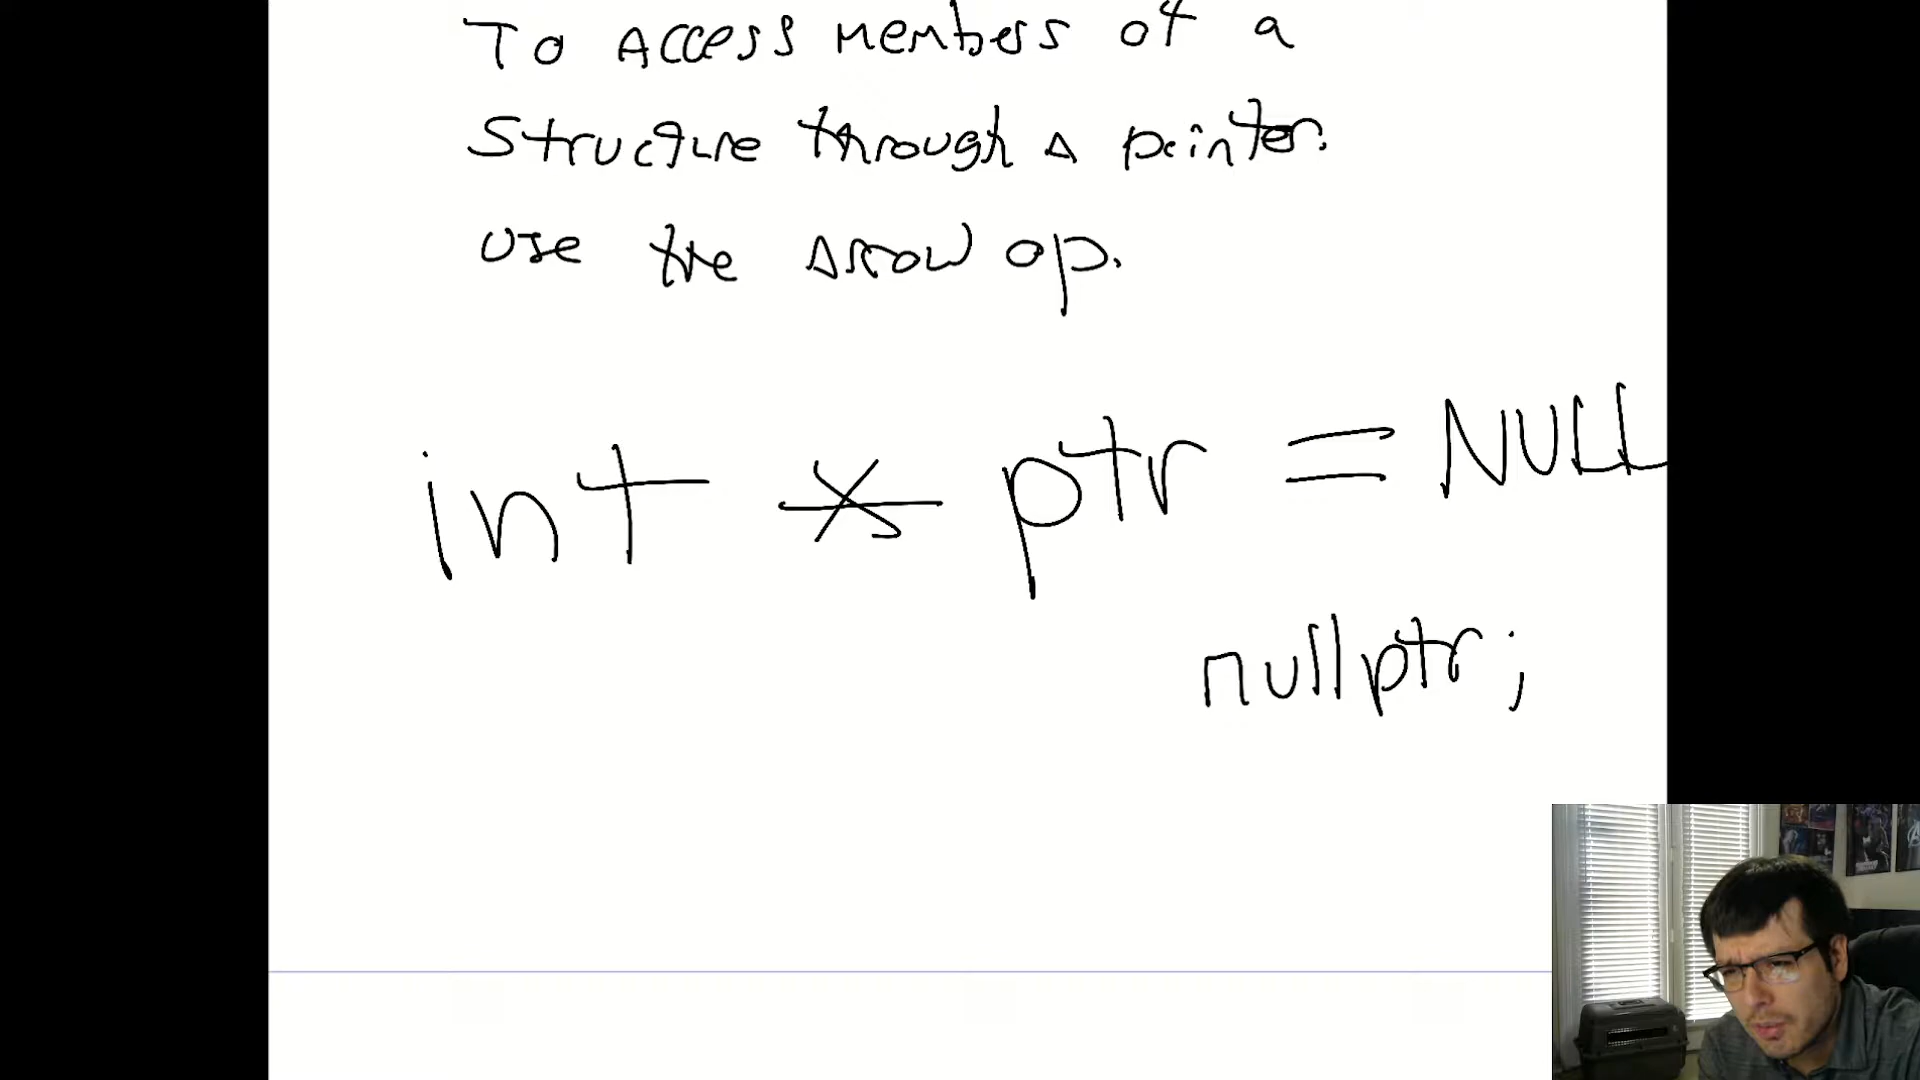 To Access members of a
structure through a pointer.
use the arrow op.
int * ptr = NULL
nullptr;